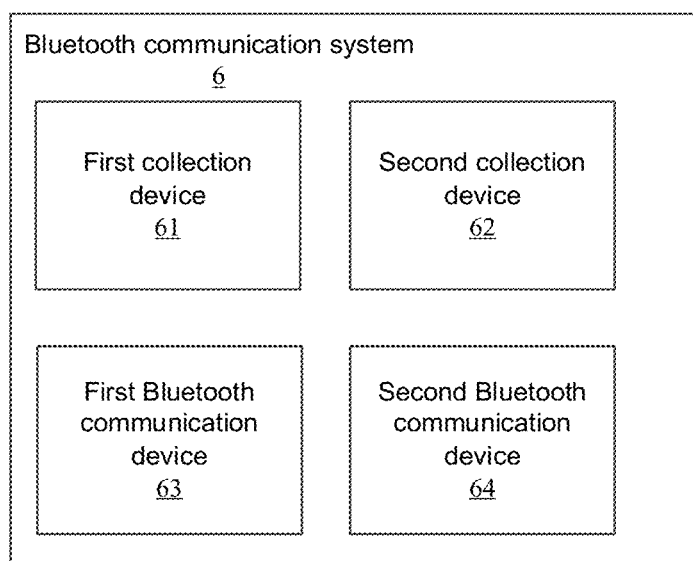 Bluetooth communication system
6
First collection
device
61
Second collection
device
62
First Bluetooth
communication
device
63
Second Bluetooth
communication
device
64